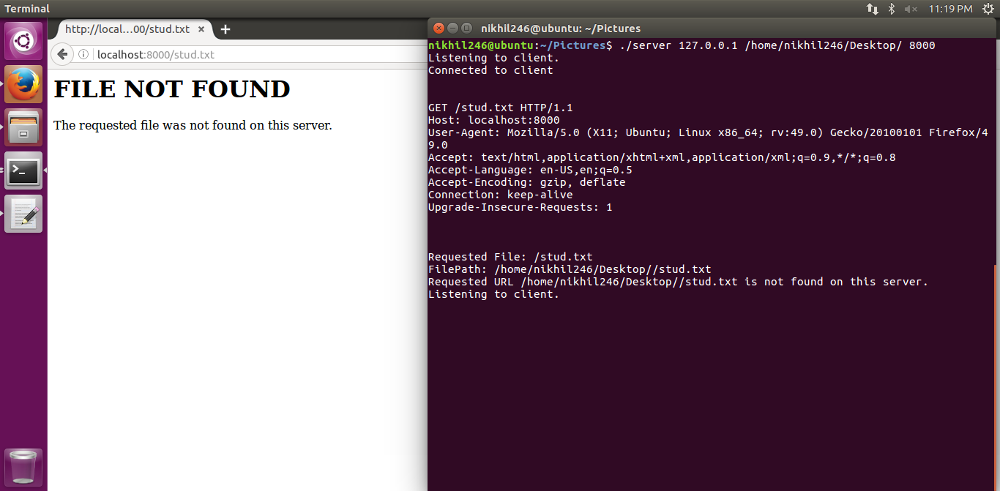 Terminal
11:19 PM
http://local...00/stud.txt
localhost:8000/stud.txt
FILE NOT FOUND
The requested file was not found on this server.
nikhil246@ubuntu: ~/Pictures
nikhil246@ubuntu:~/Pictures$ ./server 127.0.0.1 /home/nikhil246/Desktop/ 8000
Listening to client.
Connected to client
GET /stud.txt HTTP/1.1
Host: localhost:8000
User-Agent: Mozilla/5.0 (X11; Ubuntu; Linux x86_64; rv:49.0) Gecko/20100101 Firefox/4
9.0
Accept: text/html,application/xhtml+xml,application/xml;q=0.9,*/*;q=0.8
Accept-Language: en-US,en;q=0.5
Accept-Encoding: gzip, deflate
Connection: keep-alive
Upgrade-Insecure-Requests: 1
Requested File: /stud.txt
FilePath: /home/nikhil246/Desktop//stud.txt
Requested URL /home/nikhil246/Desktop//stud.txt is not found on this server.
Listening to client.